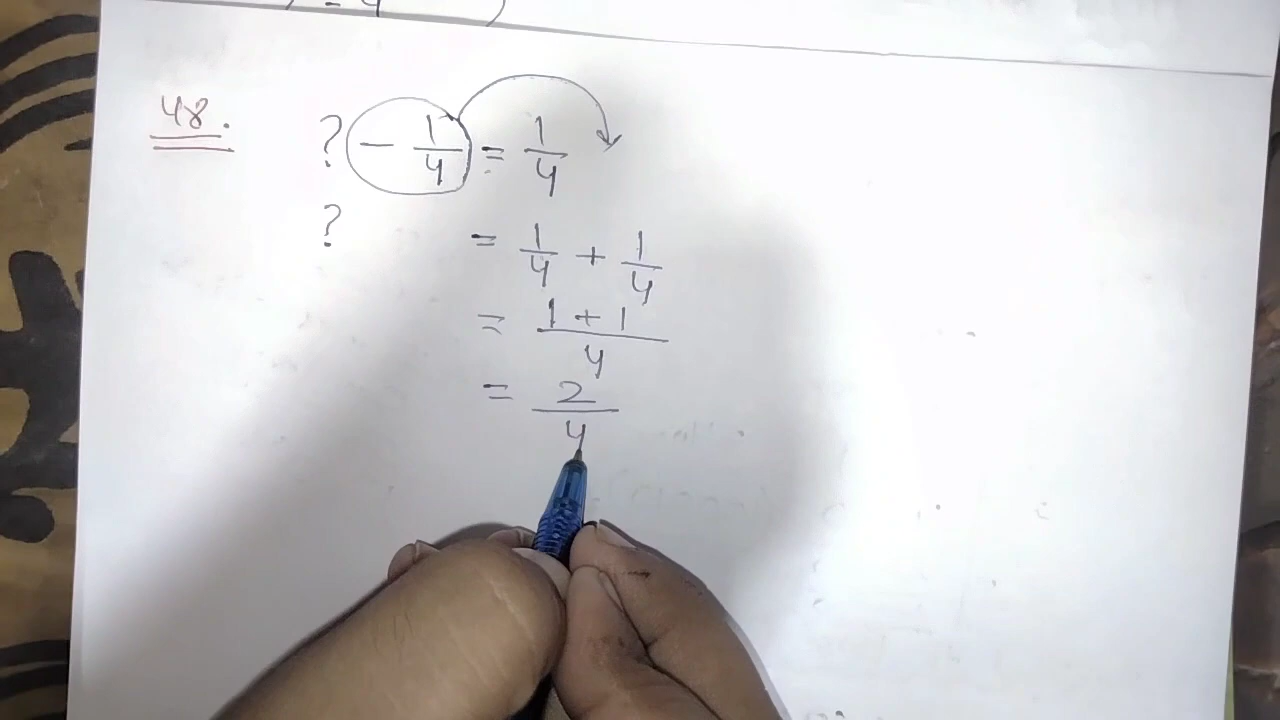 48. ? - 1/4 = 1/4
? = 1/4 + 1/4
= 1 + 1/4
= 2/4